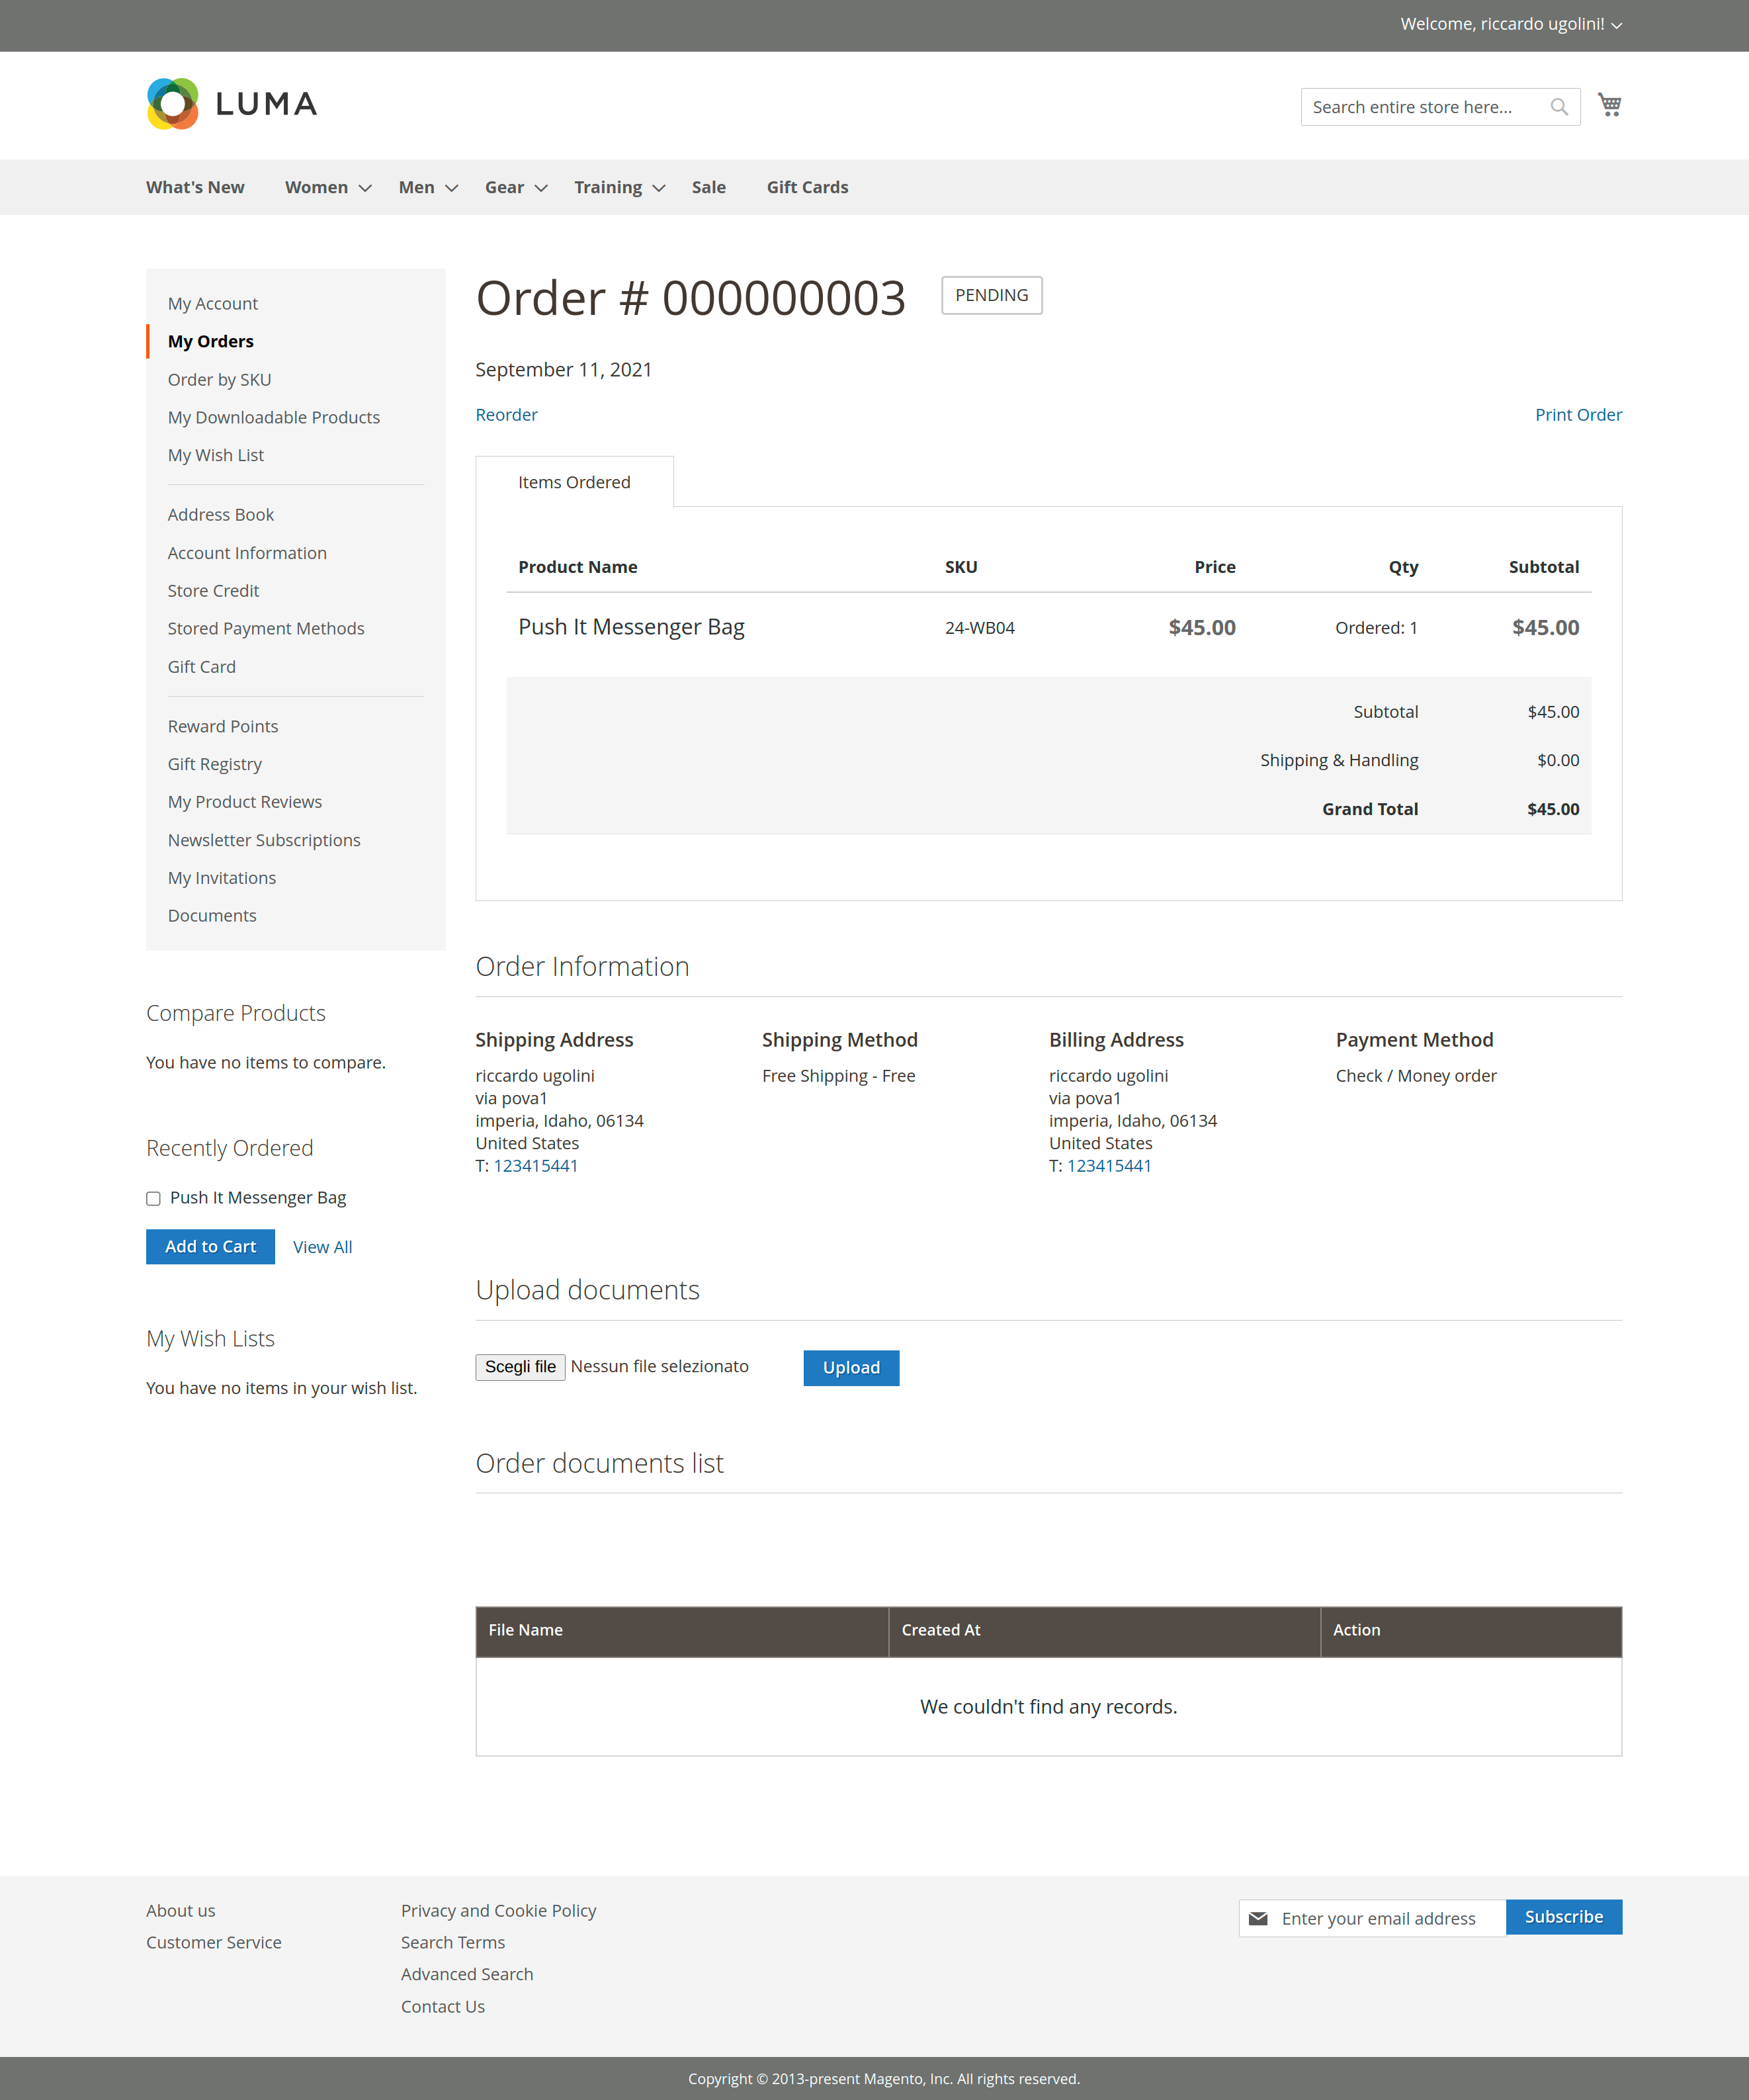 Welcome, riccardo ugolini!
LUMA
Search entire store here...
What's New Women Men Gear Training Sale Gift Cards
My Account
My Orders
Order by SKU
My Downloadable Products
My Wish List
Address Book
Account Information
Store Credit
Stored Payment Methods
Gift Card
Reward Points
Gift Registry
My Product Reviews
Newsletter Subscriptions
My Invitations
Documents
Compare Products
You have no items to compare.
Recently Ordered
Push It Messenger Bag
Add to Cart View All
My Wish Lists
You have no items in your wish list.
Order # 000000003 PENDING
September 11, 2021
Reorder Print Order
Items Ordered
Product Name SKU Price Qty Subtotal
Push It Messenger Bag 24-WB04 $45.00 Ordered: 1 $45.00
Subtotal $45.00
Shipping & Handling $0.00
Grand Total $45.00
Order Information
Shipping Address
riccardo ugolini
via pova1
imperia, Idaho, 06134
United States
T: 123415441
Shipping Method
Free Shipping - Free
Billing Address
riccardo ugolini
via pova1
imperia, Idaho, 06134
United States
T: 123415441
Payment Method
Check / Money order
Upload documents
Scegli file Nessun file selezionato Upload
Order documents list
File Name Created At Action
We couldn't find any records.
About us
Customer Service
Privacy and Cookie Policy
Search Terms
Advanced Search
Contact Us
Enter your email address Subscribe
Copyright © 2013-present Magento, Inc. All rights reserved.